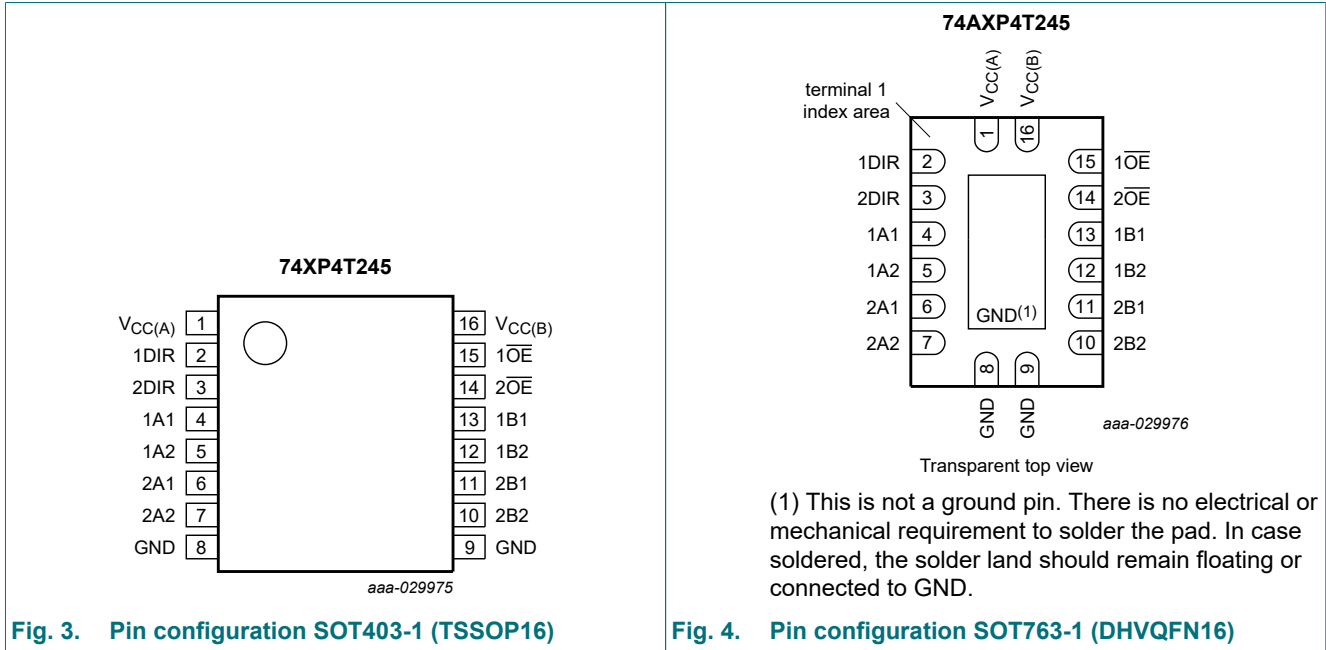 74XP4T245
VCC(A) 1
16 VCC(B)
1DIR 2
15 1O̅E̅
2DIR 3
14 2O̅E̅
1A1 4
13 1B1
1A2 5
12 1B2
2A1 6
11 2B1
2A2 7
10 2B2
GND 8
9 GND
aaa-029975
Fig. 3. Pin configuration SOT403-1 (TSSOP16)
74AXP4T245
terminal 1
index area
VCC(A)
VCC(B)
1
16
1DIR 2
15 1O̅E̅
2DIR 3
14 2O̅E̅
1A1 4
13 1B1
1A2 5
12 1B2
2A1 6
11 2B1
2A2 7
10 2B2
GND(1)
8
9
GND
GND
aaa-029976
Transparent top view
(1) This is not a ground pin. There is no electrical or
mechanical requirement to solder the pad. In case
soldered, the solder land should remain floating or
connected to GND.
Fig. 4. Pin configuration SOT763-1 (DHVQFN16)